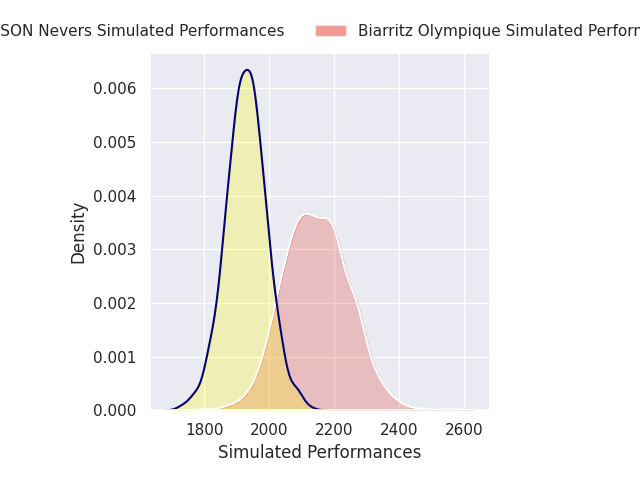 SON Nevers Simulated Performances
Biarritz Olympique Simulated Perfor
0.006
0.005
0.004
0.003
0.002
0.001
0.000
Density
1800 2000 2200 2400 2600
Simulated Performances